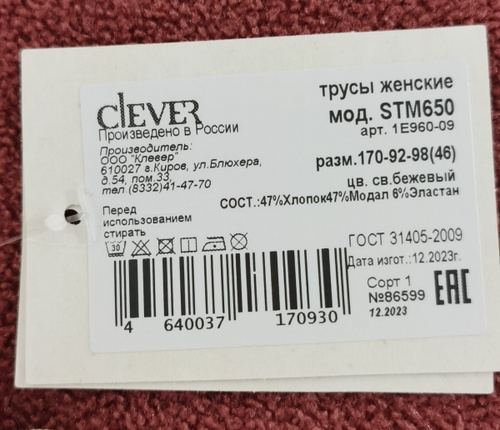 CLEVER
Произведено в России
Производитель:
ООО "Клевер"
610027 г.Киров, ул.Блюхера,
д.54, пом.33,
тел.(8332)41-47-70
Перед
использованием
стирать
30
4 640037 170930
трусы женские
мод. STM650
арт. 1E960-09
разм.170-92-98(46)
цв. св.бежевый
СОСТ.:47%Хлопок47%Модал 6%Эластан
ГОСТ 31405-2009
Дата изгот.:12.2023г.
Сорт 1
№86599
12.2023
ЕАС